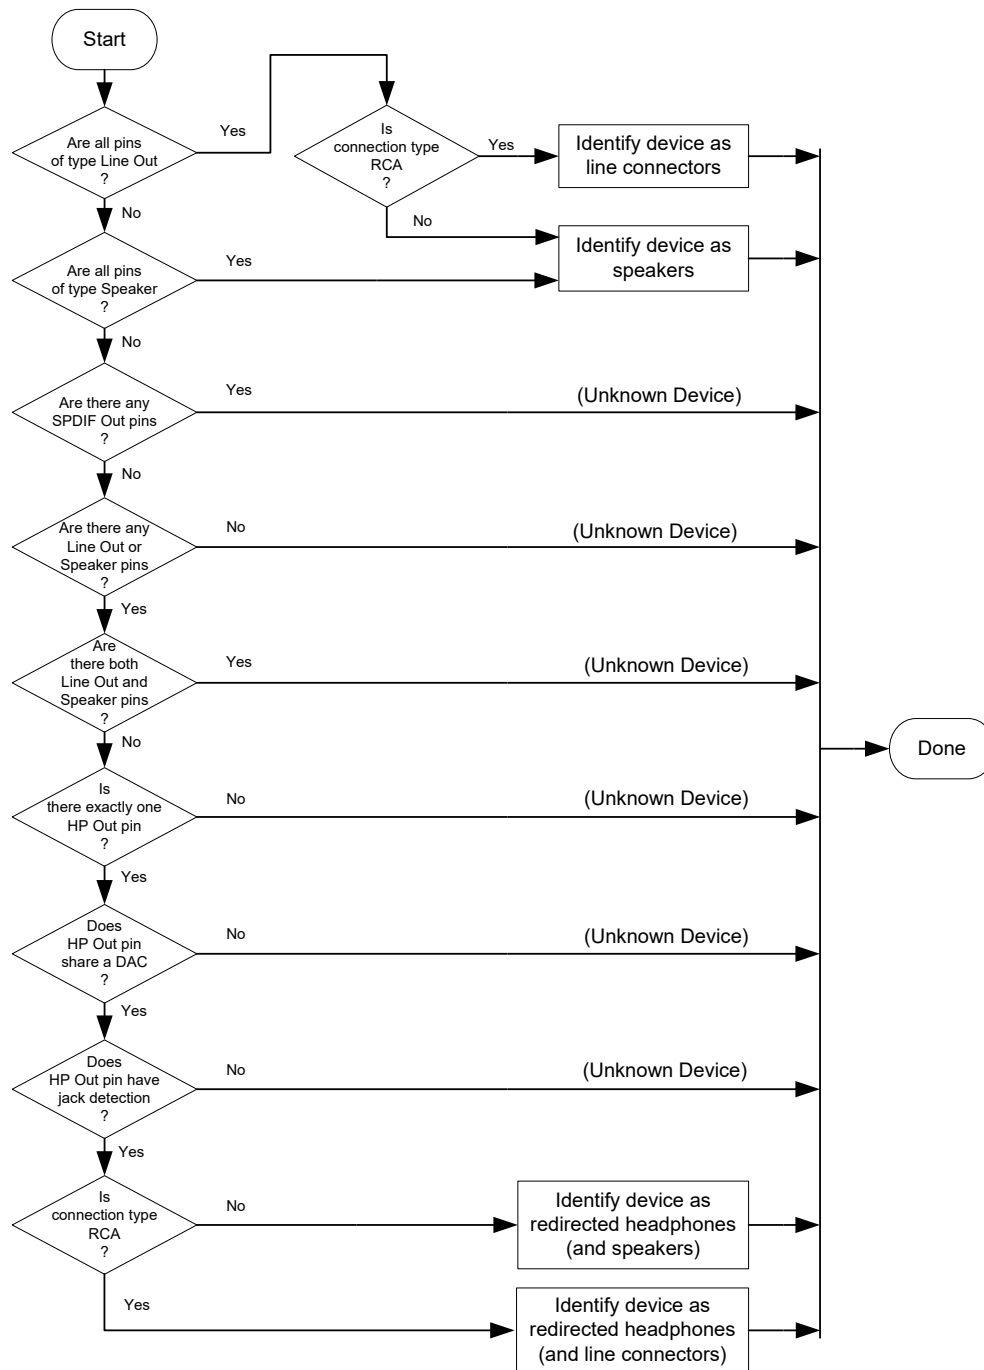 Start
Are all pins
of type Line Out
?
Yes
Is
connection type
RCA
?
Yes
Identify device as
line connectors
No
No
Identify device as
speakers
Are all pins
of type Speaker
?
Yes
No
Are there any
SPDIF Out pins
?
Yes
(Unknown Device)
No
Are there any
Line Out or
Speaker pins
?
No
(Unknown Device)
Yes
Are
there both
Line Out and
Speaker pins
?
Yes
(Unknown Device)
No
Done
Is
there exactly one
HP Out pin
?
No
(Unknown Device)
Yes
Does
HP Out pin
share a DAC
?
No
(Unknown Device)
Yes
Does
HP Out pin have
jack detection
?
No
(Unknown Device)
Yes
Is
connection type
RCA
?
No
Identify device as
redirected headphones
(and speakers)
Yes
Identify device as
redirected headphones
(and line connectors)